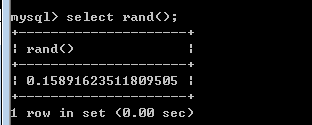 mysql> select rand();
+---------------------+
| rand()              |
+---------------------+
| 0.15891623511809505 |
+---------------------+
1 row in set (0.00 sec)